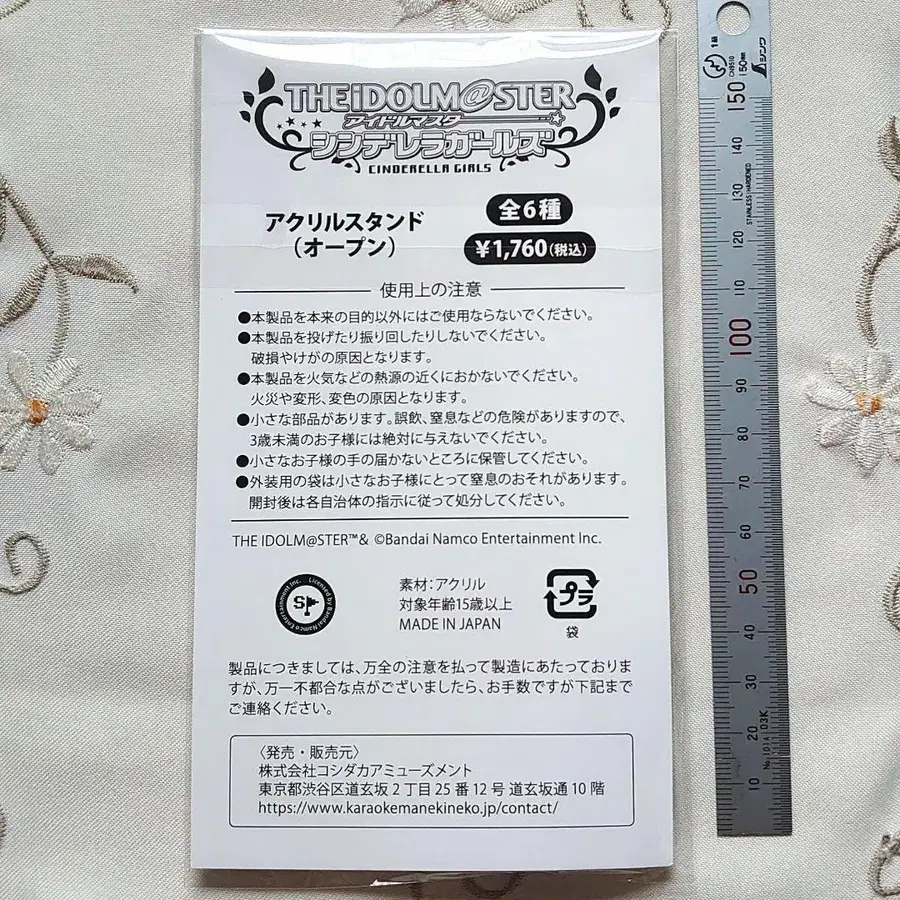 THE iDOLM@STER
アイドルマスター
シンデレラガールズ
CINDERELLA GIRLS
アクリルスタンド
（オープン）
全6種
¥1,760(税込)
使用上の注意
●本製品を本来の目的以外にはご使用ならないでください。
●本製品を投げたり振り回したりしないでください。
破損やけがの原因となります。
●本製品を火気などの熱源の近くにおかないでください。
火災や変形、変色の原因となります。
●小さな部品があります。誤飲、窒息などの危険がありますので、
3歳未満のお子様には絶対に与えないでください。
●小さなお子様の手の届かないところに保管してください。
●外装用の袋は小さなお子様にとって窒息のおそれがあります。
開封後は各自治体の指示に従って処分してください。
THE IDOLM@STER™& ©Bandai Namco Entertainment Inc.
Licensed by Bandai Namco Entertainment Inc.
SP
素材：アクリル
対象年齢15歳以上
MADE IN JAPAN
プラ
袋
製品につきましては、万全の注意を払って製造にあたっておりま
すが、万一不都合な点がございましたら、お手数ですが下記まで
ご連絡ください。
〈発売・販売元〉
株式会社コシダカアミューズメント
東京都渋谷区道玄坂2丁目25番12号 道玄坂通10階
https://www.karaokemanekineko.jp/contact/
シンワ
1級
150mm
150
140
130
STAINLESS HARDENED
120
110
100
90
80
70
60
50
40
30
20
10
No.101A 03K